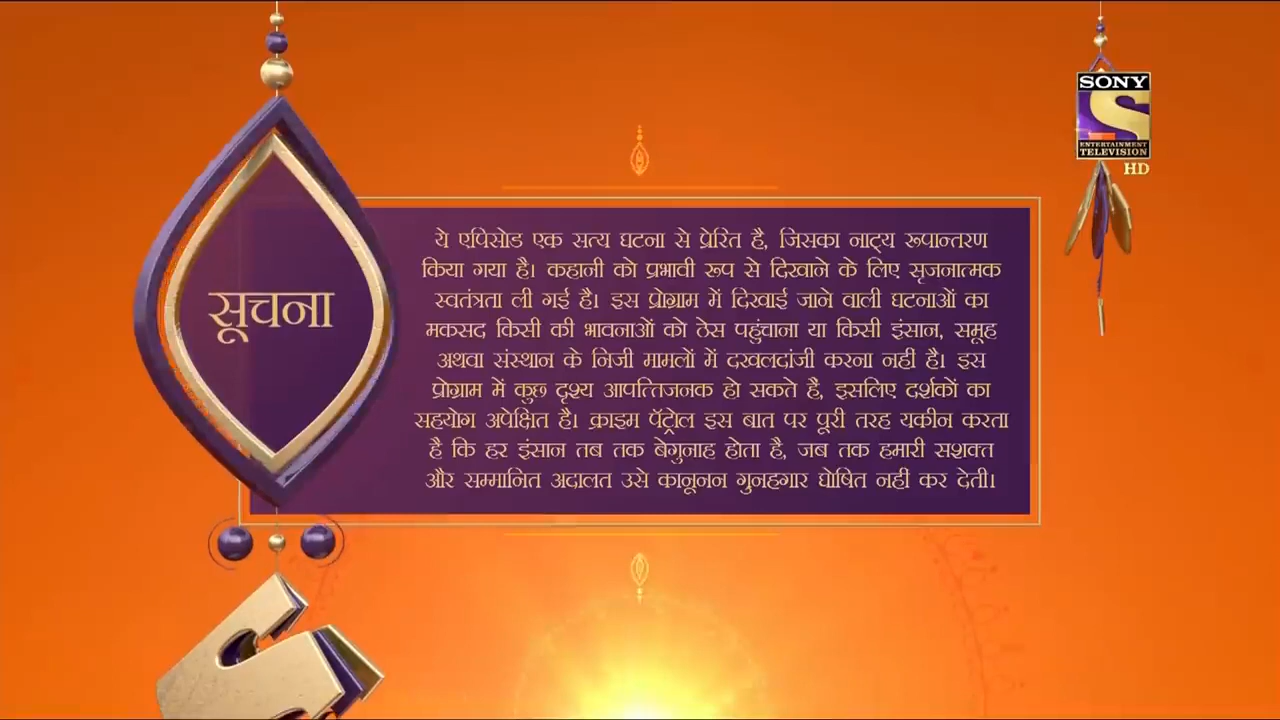 SONY
ENTERTAINMENT
TELEVISION
HD
सूचना
ये एपिसोड एक सत्य घटना से प्रेरित है, जिसका नाट्य रूपान्तरण
किया गया है। कहानी को प्रभावी रूप से दिखाने के लिए सृजनात्मक
स्वतंत्रता ली गई है। इस प्रोग्राम में दिखाई जाने वाली घटनाओं का
मकसद किसी की भावनाओं को ठेस पहुंचाना या किसी इंसान, समूह
अथवा संस्थान के निजी मामलों में दखलदांजी करना नहीं है। इस
प्रोग्राम में कुछ दृश्य आपत्तिजनक हो सकते है, इसलिए दर्शकों का
सहयोग अपेक्षित है। क्राइम पॅट्रोल इस बात पर पूरी तरह यकीन करता
है कि हर इंसान तब तक बेगुनाह होता है, जब तक हमारी सशक्त
और सम्मानित अदालत उसे कानूनन गुनहगार घोषित नहीं कर देती।